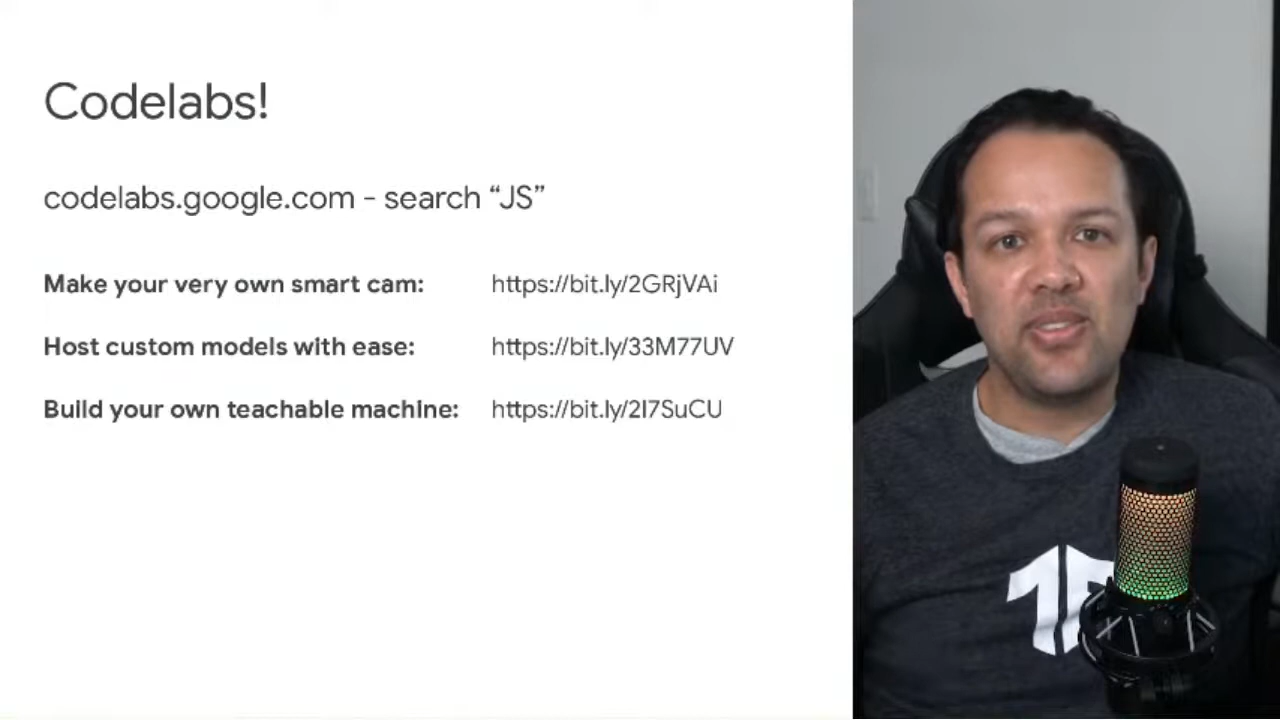 Codelabs!
codelabs.google.com - search “JS”
Make your very own smart cam: https://bit.ly/2GRjVAi
Host custom models with ease: https://bit.ly/33M77UV
Build your own teachable machine: https://bit.ly/2I7SuCU